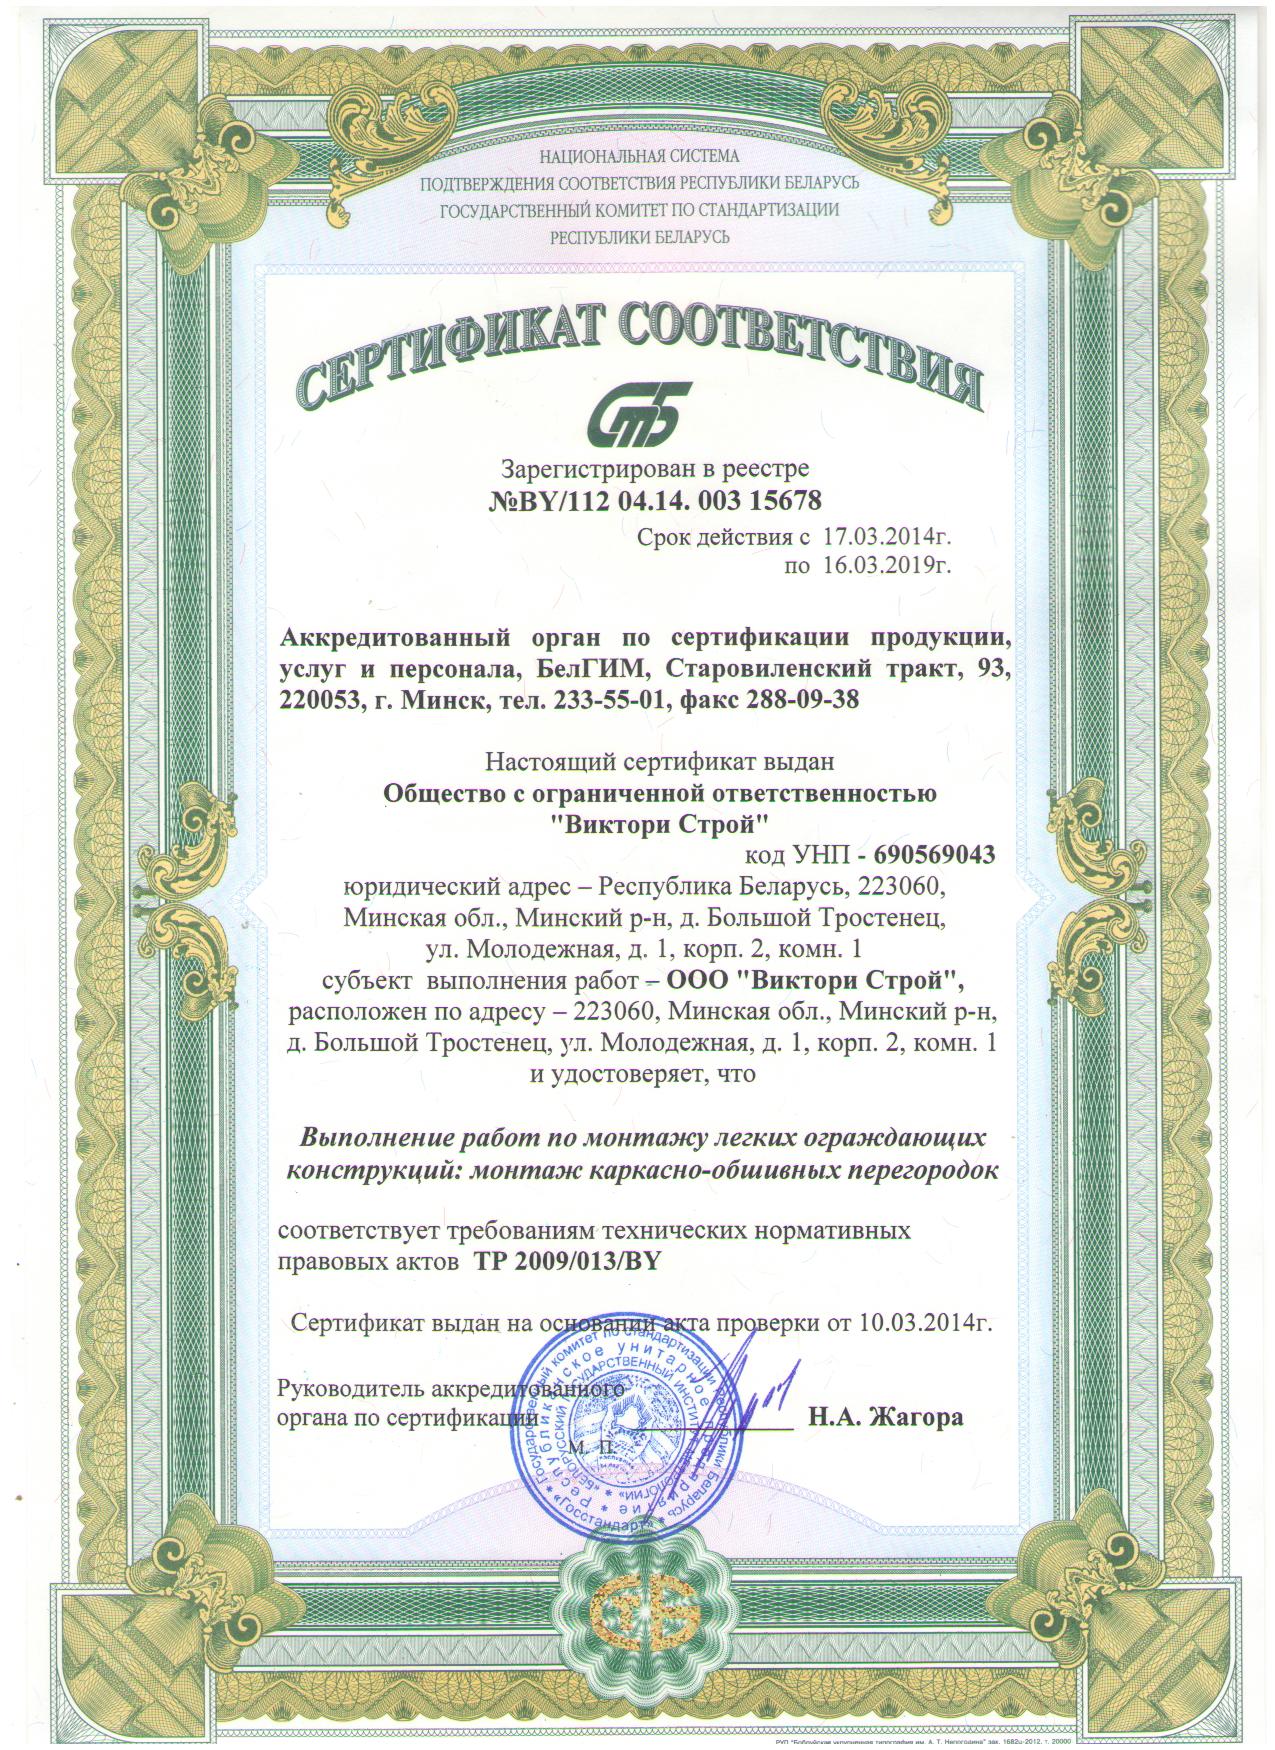 НАЦИОНАЛЬНАЯ СИСТЕМА
ПОДТВЕРЖДЕНИЯ СООТВЕТСТВИЯ РЕСПУБЛИКИ БЕЛАРУСЬ
ГОСУДАРСТВЕННЫЙ КОМИТЕТ ПО СТАНДАРТИЗАЦИИ
РЕСПУБЛИКИ БЕЛАРУСЬ
СЕРТИФИКАТ СООТВЕТСТВИЯ
СТБ
Зарегистрирован в реестре
№BY/112 04.14. 003 15678
Срок действия с 17.03.2014г.
по 16.03.2019г.
Аккредитованный орган по сертификации продукции,
услуг и персонала, БелГИМ, Старовиленский тракт, 93,
220053, г. Минск, тел. 233-55-01, факс 288-09-38
Настоящий сертификат выдан
Общество с ограниченной ответственностью
"Виктори Строй"
код УНП - 690569043
юридический адрес – Республика Беларусь, 223060,
Минская обл., Минский р-н, д. Большой Тростенец,
ул. Молодежная, д. 1, корп. 2, комн. 1
субъект выполнения работ – ООО "Виктори Строй",
расположен по адресу – 223060, Минская обл., Минский р-н,
д. Большой Тростенец, ул. Молодежная, д. 1, корп. 2, комн. 1
и удостоверяет, что
Выполнение работ по монтажу легких ограждающих
конструкций: монтаж каркасно-обшивных перегородок
соответствует требованиям технических нормативных
правовых актов ТР 2009/013/BY
Сертификат выдан на основании акта проверки от 10.03.2014г.
Руководитель аккредитованного
органа по сертификации Н.А. Жагора
М. П.
Государственный комитет по стандартизации Республики Беларусь * «Госстандарт» *
Республиканское унитарное предприятие *
«БЕЛОРУССКИЙ ГОСУДАРСТВЕННЫЙ ИНСТИТУТ МЕТРОЛОГИИ» *
СТБ
РУП "Бобруйская укрупненная типография им. А. Т. Непогодина" зак. 1682ц-2012, т. 20000